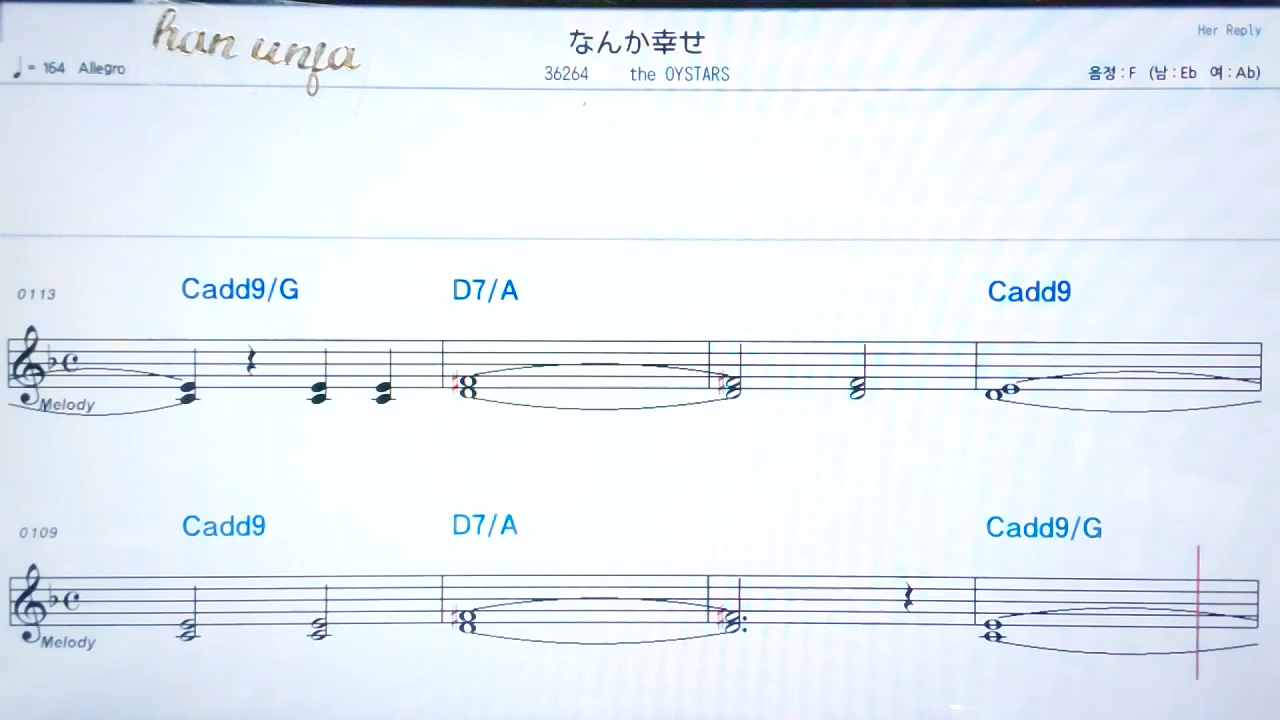 han unfa
なんか幸せ
Her Reply
♩= 164 Allegro
36264 the OYSTARS
음정 : F (남 : Eb 여 : Ab)
0113 Cadd9/G D7/A Cadd9
Melody
0109 Cadd9 D7/A Cadd9/G
Melody